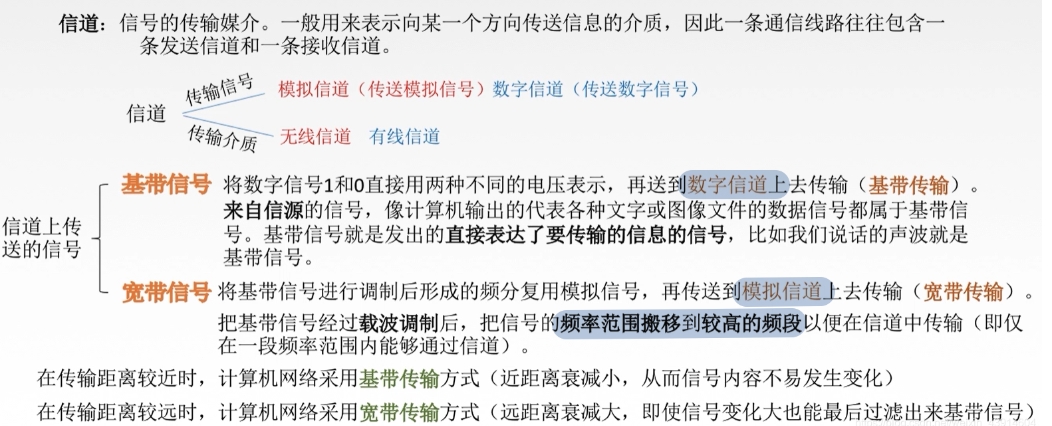 信道：信号的传输媒介。一般用来表示向某一个方向传送信息的介质，因此一条通信线路往往包含一
条发送信道和一条接收信道。
传输信号
模拟信道（传送模拟信号）数字信道（传送数字信号）
信道
传输介质
无线信道 有线信道
基带信号 将数字信号1和0直接用两种不同的电压表示，再送到数字信道上去传输（基带传输）。
来自信源的信号，像计算机输出的代表各种文字或图像文件的数据信号都属于基带信
号。基带信号就是发出的直接表达了要传输的信息的信号，比如我们说话的声波就是
基带信号。
信道上传
送的信号
宽带信号 将基带信号进行调制后形成的频分复用模拟信号，再传送到模拟信道上去传输（宽带传输）。
把基带信号经过载波调制后，把信号的频率范围搬移到较高的频段以便在信道中传输（即仅
在一段频率范围内能够通过信道）。
在传输距离较近时，计算机网络采用基带传输方式（近距离衰减小，从而信号内容不易发生变化）
在传输距离较远时，计算机网络采用宽带传输方式（远距离衰减大，即使信号变化大也能最后过滤出来基带信号）